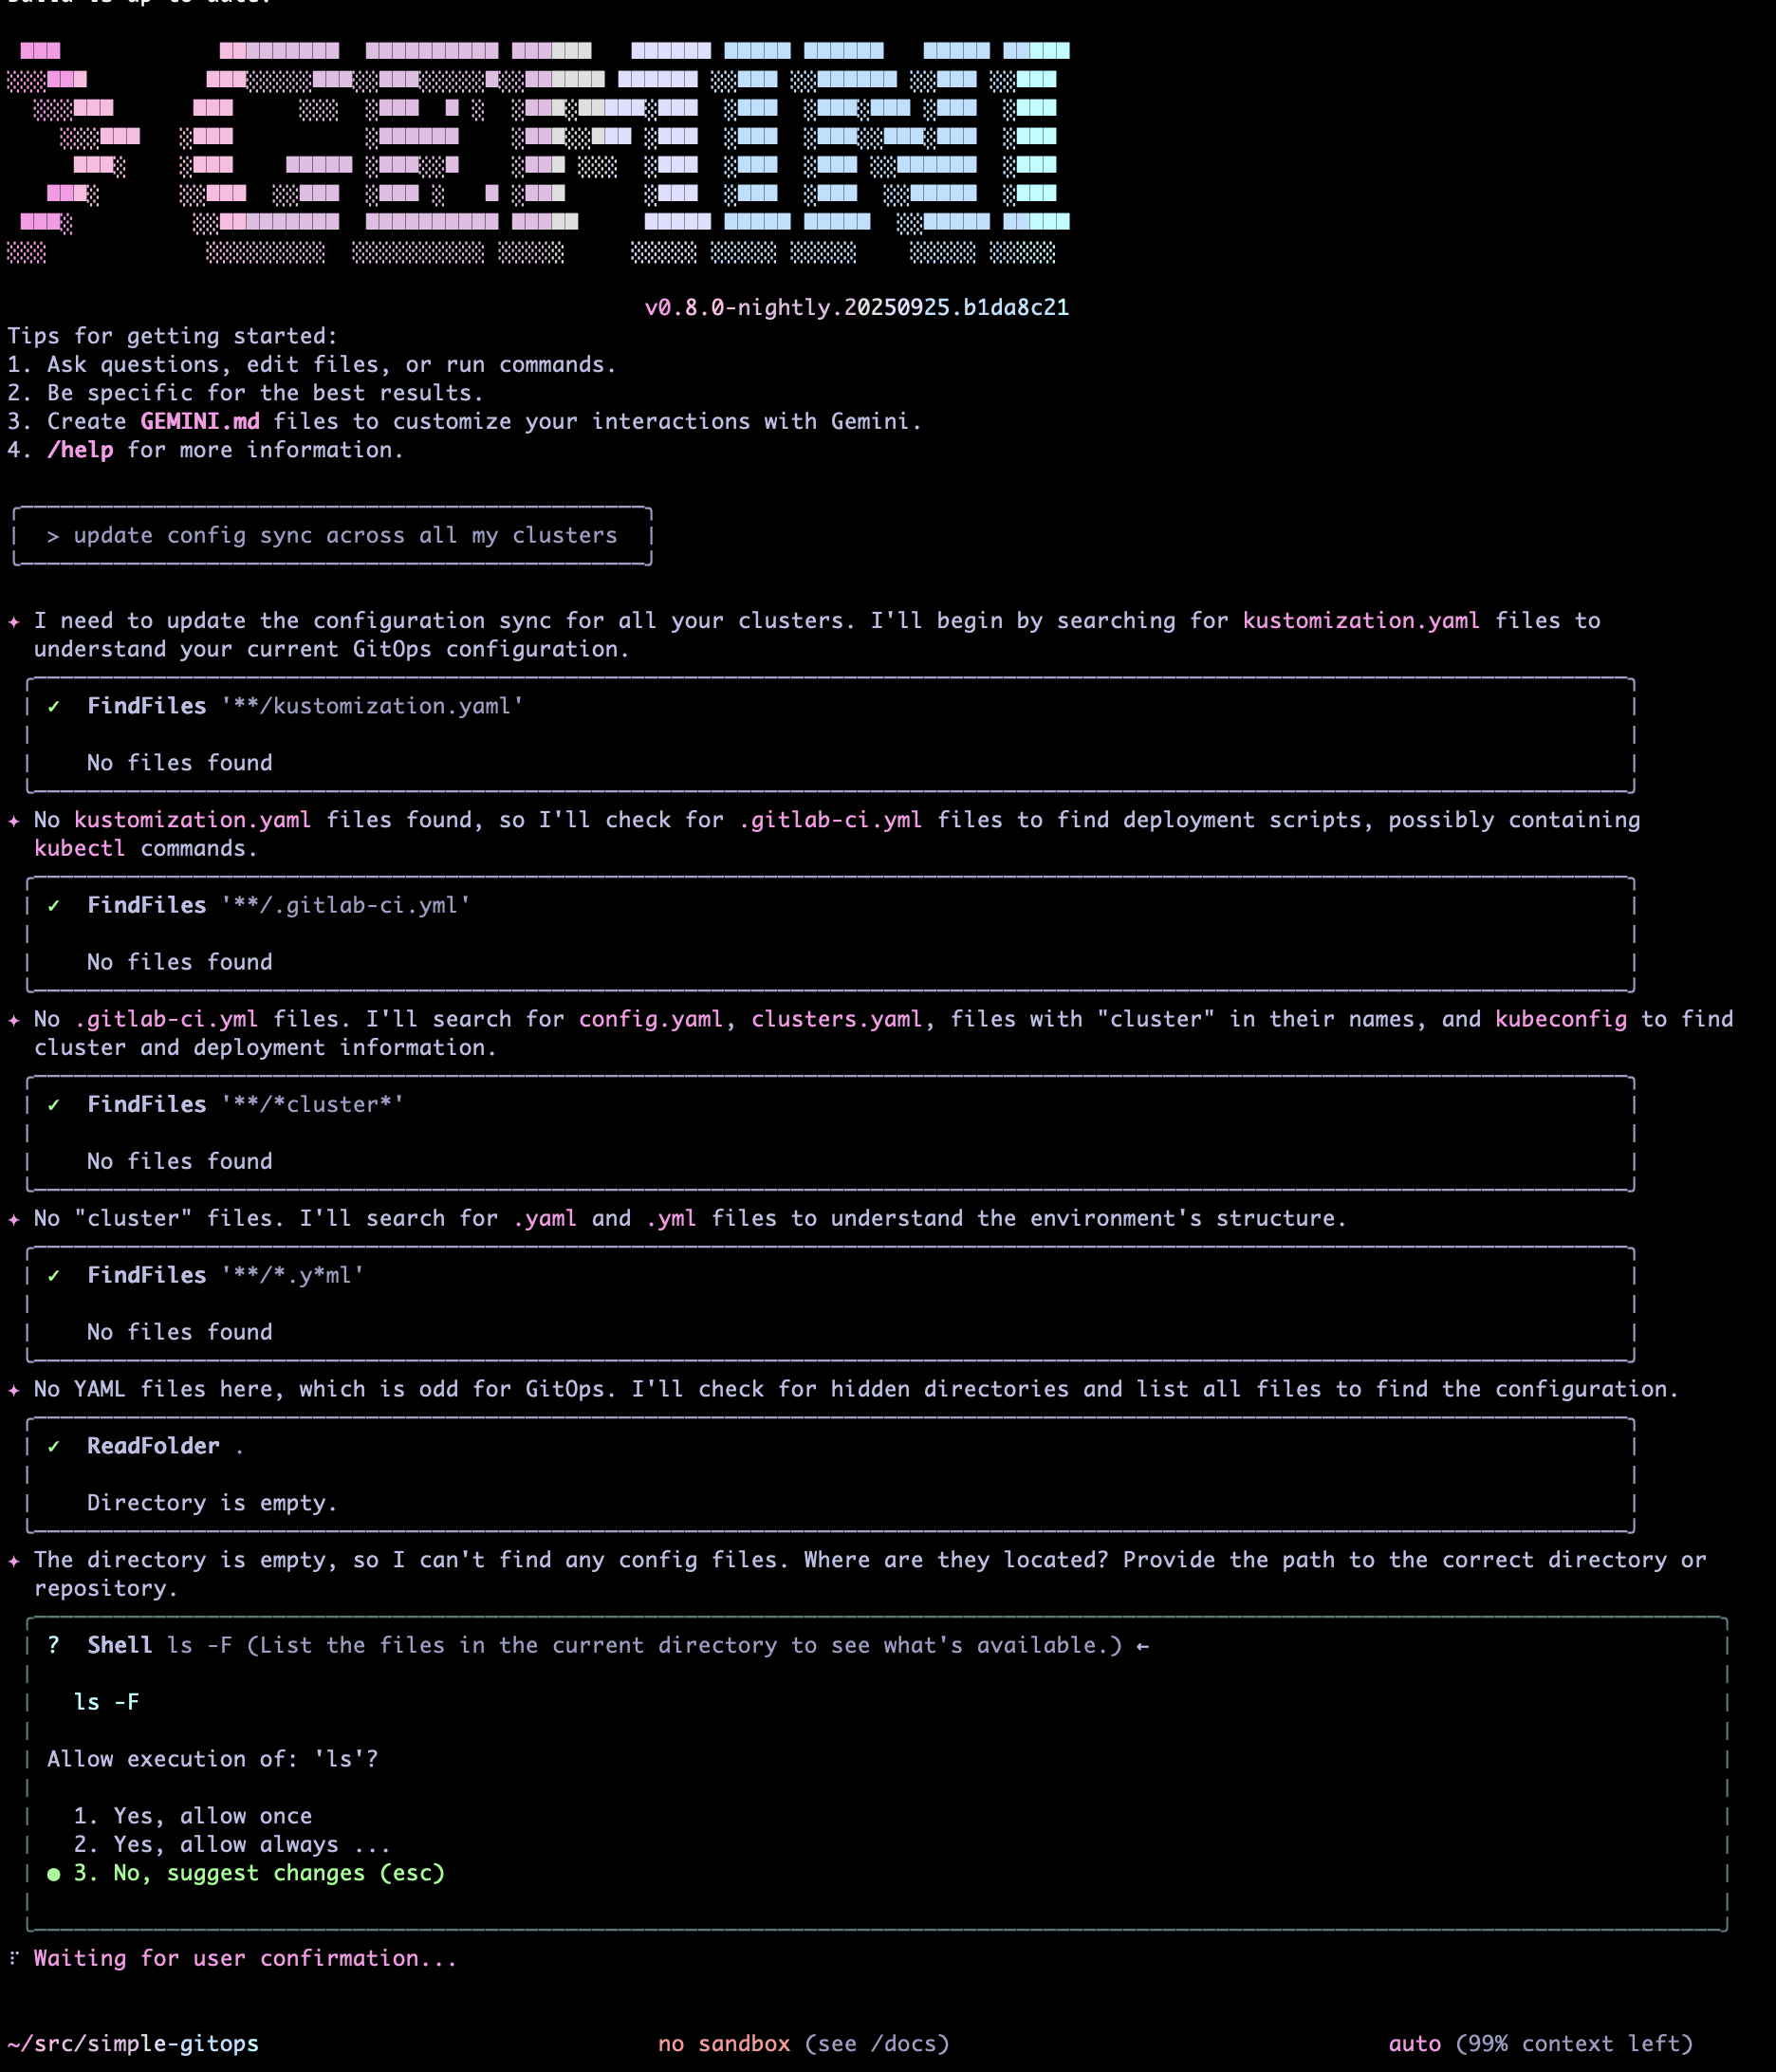 Build is up to date.
> GEMINI
v0.8.0-nightly.20250925.b1da8c21
Tips for getting started:
1. Ask questions, edit files, or run commands.
2. Be specific for the best results.
3. Create GEMINI.md files to customize your interactions with Gemini.
4. /help for more information.
> update config sync across all my clusters
✦ I need to update the configuration sync for all your clusters. I'll begin by searching for kustomization.yaml files to
understand your current GitOps configuration.
✓ FindFiles '**/kustomization.yaml'
No files found
✦ No kustomization.yaml files found, so I'll check for .gitlab-ci.yml files to find deployment scripts, possibly containing
kubectl commands.
✓ FindFiles '**/.gitlab-ci.yml'
No files found
✦ No .gitlab-ci.yml files. I'll search for config.yaml, clusters.yaml, files with "cluster" in their names, and kubeconfig to find
cluster and deployment information.
✓ FindFiles '**/*cluster*'
No files found
✦ No "cluster" files. I'll search for .yaml and .yml files to understand the environment's structure.
✓ FindFiles '**/*.y*ml'
No files found
✦ No YAML files here, which is odd for GitOps. I'll check for hidden directories and list all files to find the configuration.
✓ ReadFolder .
Directory is empty.
✦ The directory is empty, so I can't find any config files. Where are they located? Provide the path to the correct directory or
repository.
? Shell ls -F (List the files in the current directory to see what's available.) ←
ls -F
Allow execution of: 'ls'?
1. Yes, allow once
2. Yes, allow always ...
● 3. No, suggest changes (esc)
⠏ Waiting for user confirmation...
~/src/simple-gitops no sandbox (see /docs) auto (99% context left)